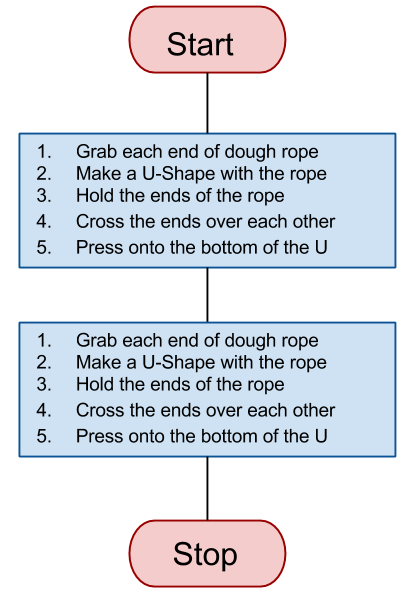 Start
1. Grab each end of dough rope
2. Make a U-Shape with the rope
3. Hold the ends of the rope
4. Cross the ends over each other
5. Press onto the bottom of the U
1. Grab each end of dough rope
2. Make a U-Shape with the rope
3. Hold the ends of the rope
4. Cross the ends over each other
5. Press onto the bottom of the U
Stop